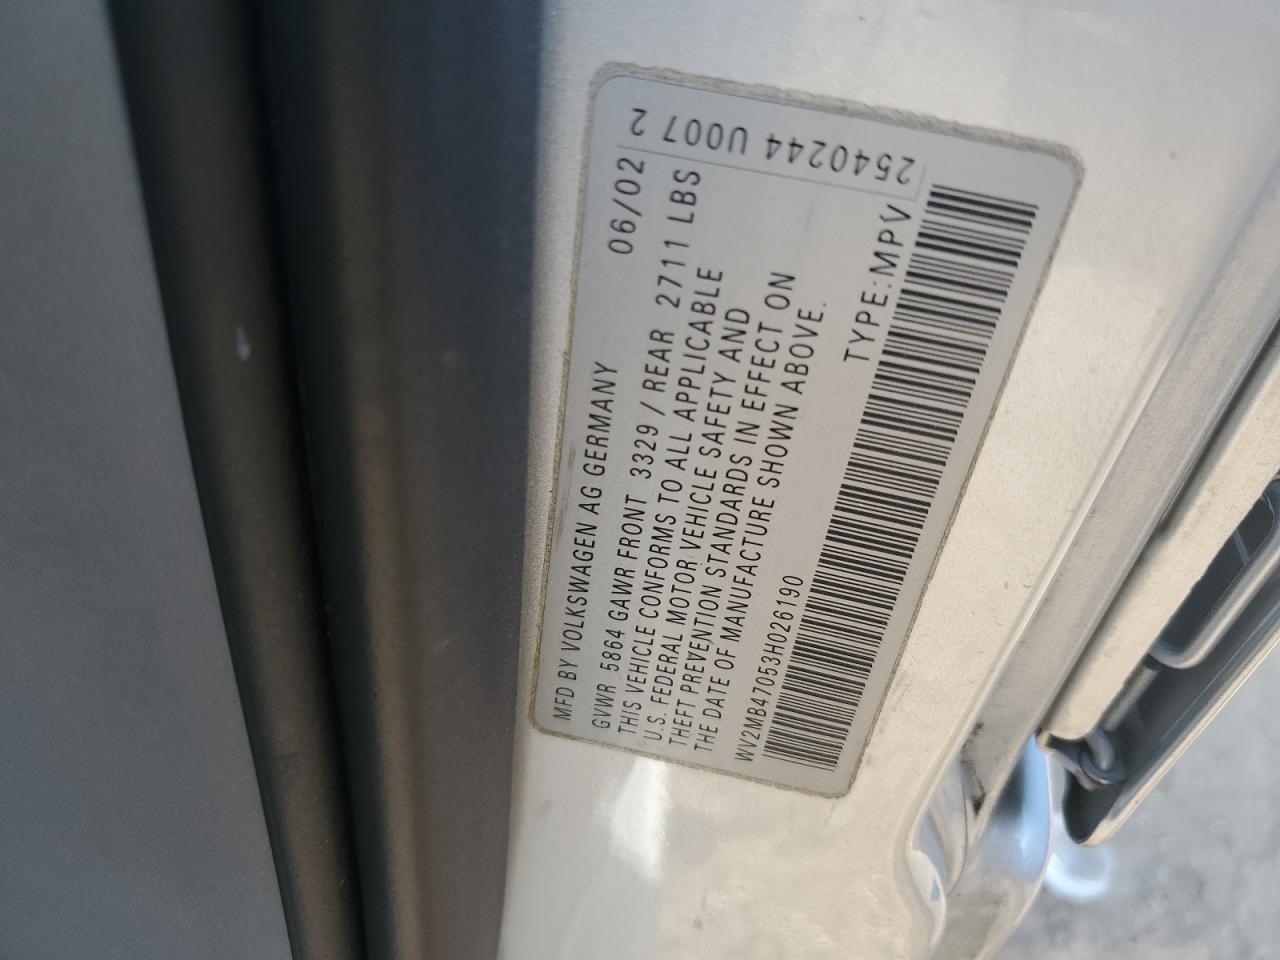 MFD BY VOLKSWAGEN AG GERMANY 06/02
GVWR 5864 GAWR FRONT 3329 / REAR 2711 LBS
THIS VEHICLE CONFORMS TO ALL APPLICABLE
U.S. FEDERAL MOTOR VEHICLE SAFETY AND
THEFT PREVENTION STANDARDS IN EFFECT ON
THE DATE OF MANUFACTURE SHOWN ABOVE.
WV2MB47053H026190 TYPE:MPV
2540244 U007 2